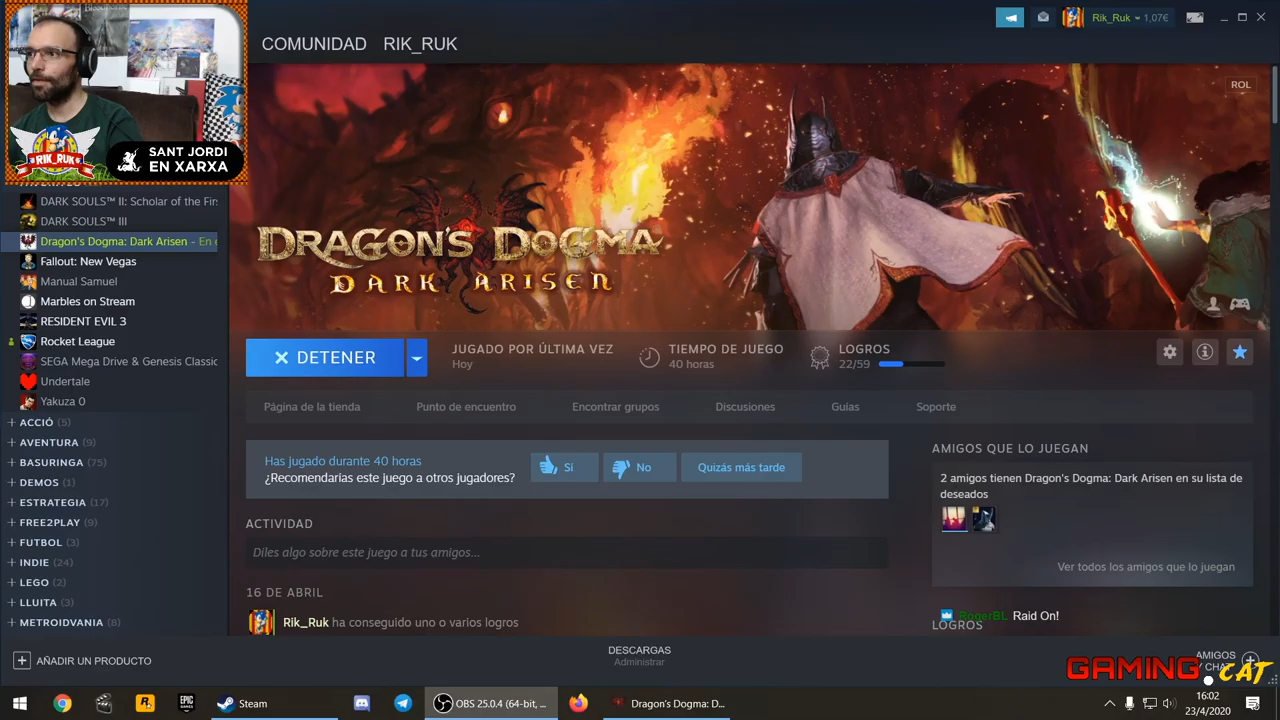 COMUNIDAD RIK_RUK
Rik_Ruk 1,07€
RIK_RUK
SANT JORDI
EN XARXA
ROL
DRAGON'S DOGMA
DARK ARISEN
DARK SOULS™ II: Scholar of the Firs
DARK SOULS™ III
Dragon's Dogma: Dark Arisen - En e
Fallout: New Vegas
Manual Samuel
Marbles on Stream
RESIDENT EVIL 3
Rocket League
SEGA Mega Drive & Genesis Classic
Undertale
Yakuza 0
+ ACCIÓ (5)
+ AVENTURA (9)
+ BASURINGA (75)
+ DEMOS (1)
+ ESTRATEGIA (17)
+ FREE2PLAY (9)
+ FUTBOL (3)
+ INDIE (24)
+ LEGO (2)
+ LLUITA (3)
+ METROIDVANIA (8)
DETENER
JUGADO POR ÚLTIMA VEZ
Hoy
TIEMPO DE JUEGO
40 horas
LOGROS
22/59
Página de la tienda Punto de encuentro Encontrar grupos Discusiones Guías Soporte
Has jugado durante 40 horas
¿Recomendarías este juego a otros jugadores?
Sí No Quizás más tarde
ACTIVIDAD
Diles algo sobre este juego a tus amigos...
16 DE ABRIL
Rik_Ruk ha conseguido uno o varios logros
AMIGOS QUE LO JUEGAN
2 amigos tienen Dragon's Dogma: Dark Arisen en su lista de
deseados
Ver todos los amigos que lo juegan
RogerBL Raid On!
LOGROS
AÑADIR UN PRODUCTO
DESCARGAS
Administrar
AMIGOS
Y CHAT
GAMING.CAT
EPIC GAMES
Steam
OBS 25.0.4 (64-bit, ...
Dragon's Dogma: D...
16:02
23/4/2020